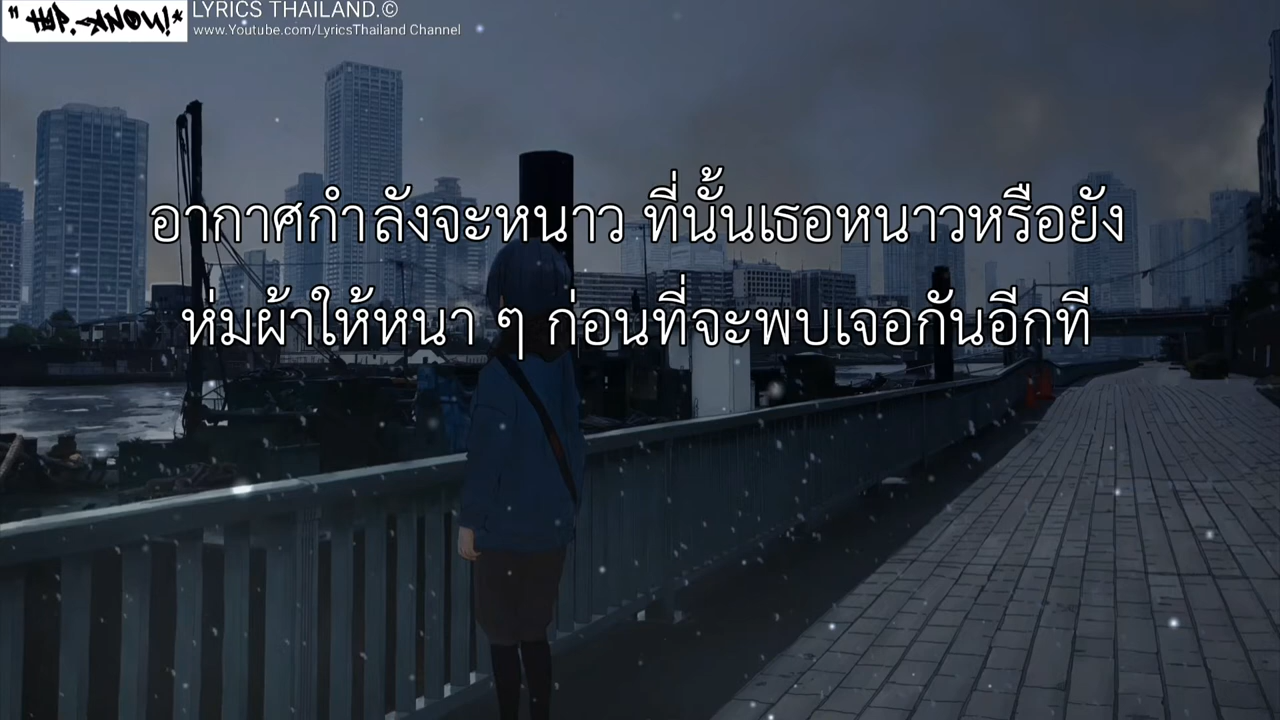 LYRICS THAILAND.©
www.Youtube.com/LyricsThailand Channel
อากาศกำลังจะหนาว ที่นั้นเธอหนาวหรือยัง
ห่มผ้าให้หนา ๆ ก่อนที่จะพบเจอกันอีกที